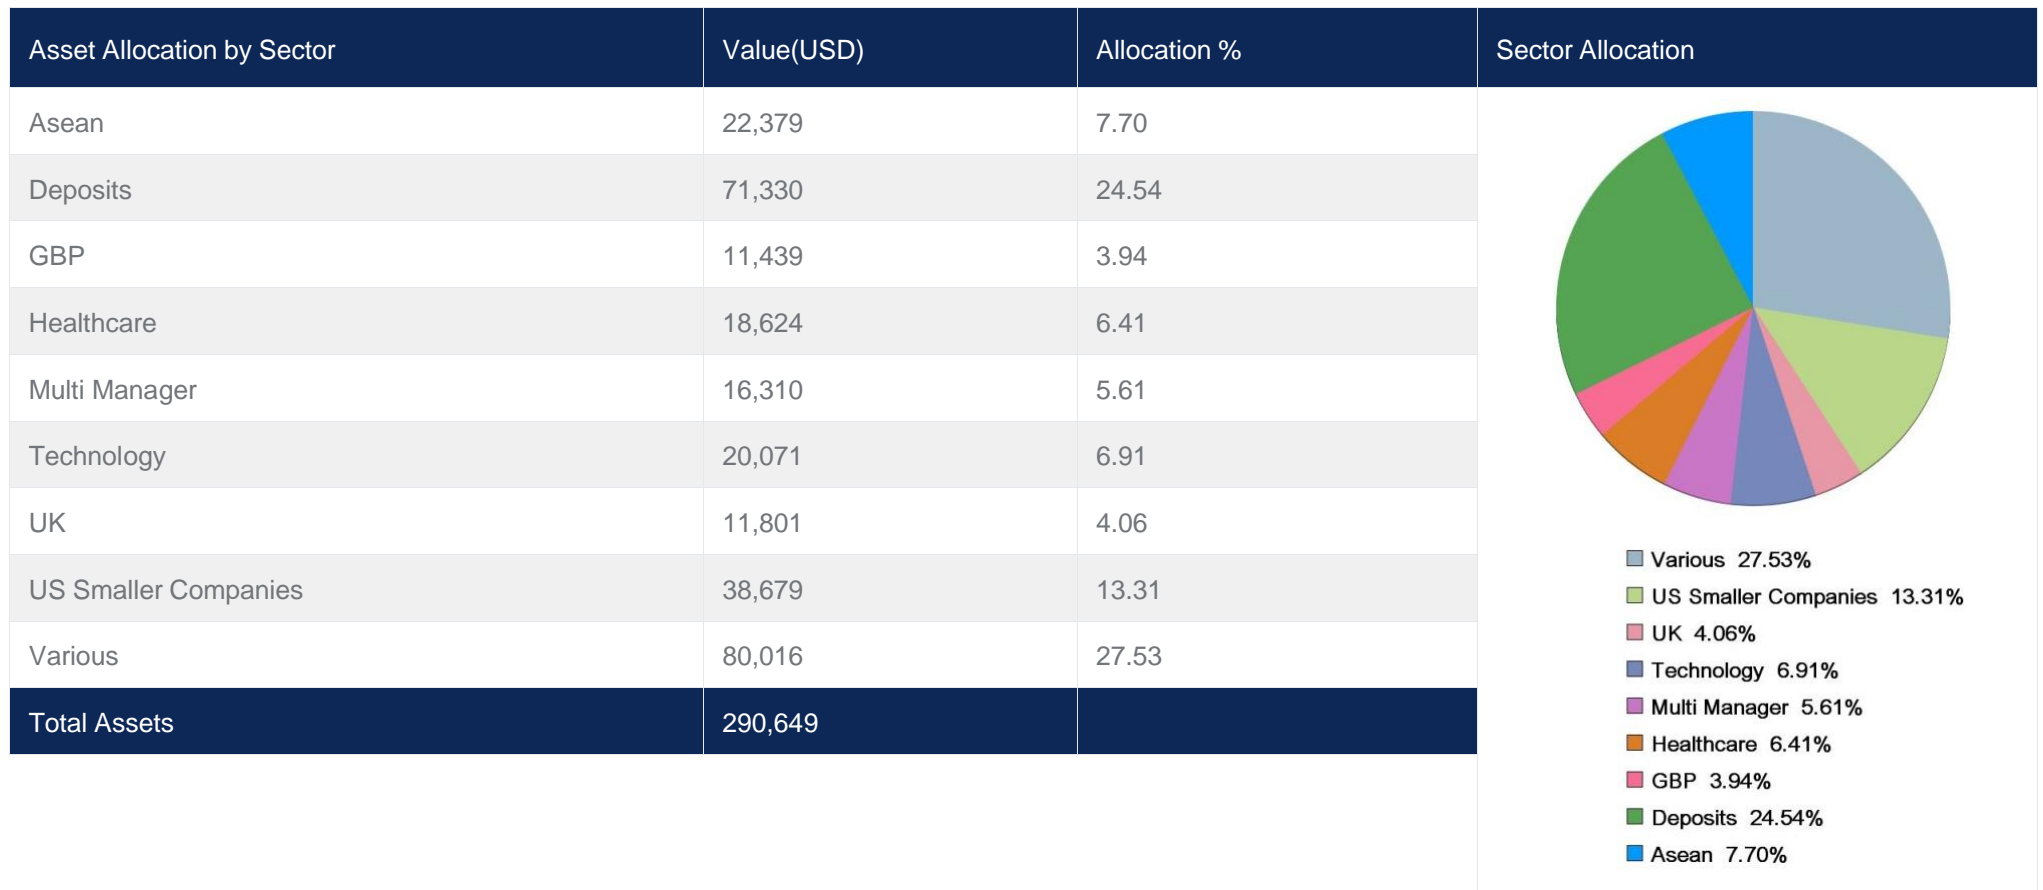 Asset Allocation by Sector Value(USD) Allocation % Sector Allocation
Asean 22,379 7.70
Deposits 71,330 24.54
GBP 11,439 3.94
Healthcare 18,624 6.41
Multi Manager 16,310 5.61
Technology 20,071 6.91
UK 11,801 4.06
US Smaller Companies 38,679 13.31
Various 80,016 27.53
Total Assets 290,649
Various 27.53%
US Smaller Companies 13.31%
UK 4.06%
Technology 6.91%
Multi Manager 5.61%
Healthcare 6.41%
GBP 3.94%
Deposits 24.54%
Asean 7.70%